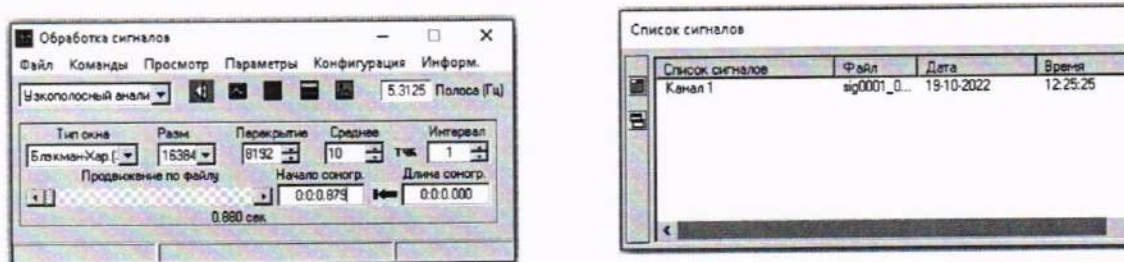 Обработка сигналов
Файл Команды Просмотр Параметры Конфигурация Информ.
Узкополосный анали 5.3125 Полоса (Гц)
Тип окна Разм Перекрытие Среднее Интервал
Блэкман-Хар.(. 16384 8192 10 тчк 1
Продвижение по файлу Начало соногр. Длина соногр.
0:0:0.879 0:0:0.000
0.880 сек.
Список сигналов
Список сигналов Файл Дата Время
Канал 1 sig0001_0... 19-10-2022 12:25:25